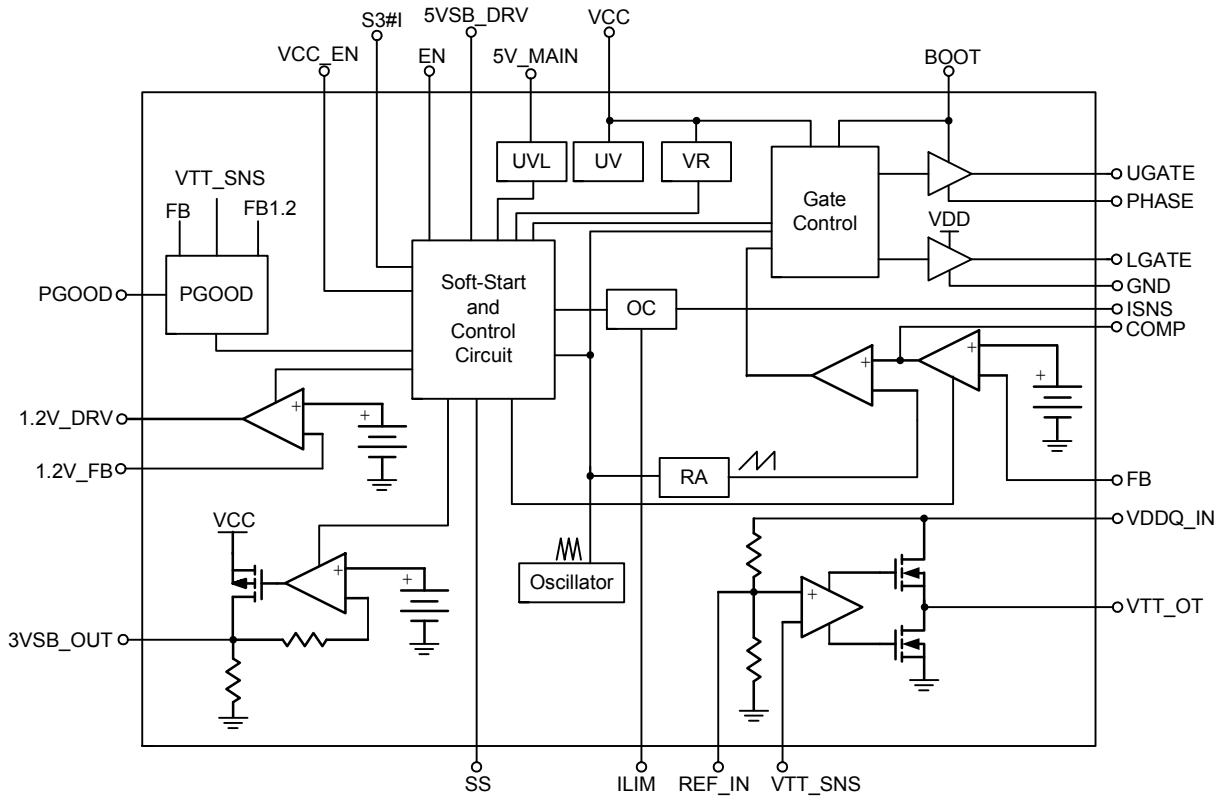 S3#I
5VSB_DRV
VCC
VCC_EN
EN
5V_MAIN
BOOT
UVL
UV
VR
Gate
Control
UGATE
PHASE
VTT_SNS
FB
FB1.2
VDD
LGATE
GND
PGOOD
PGOOD
Soft-Start
and
Control
Circuit
OC
ISNS
COMP
+
+
+
1.2V_DRV
+
+
1.2V_FB
RA
FB
VDDQ_IN
VCC
+
+
Oscillator
+
VTT_OT
3VSB_OUT
SS
ILIM
REF_IN
VTT_SNS